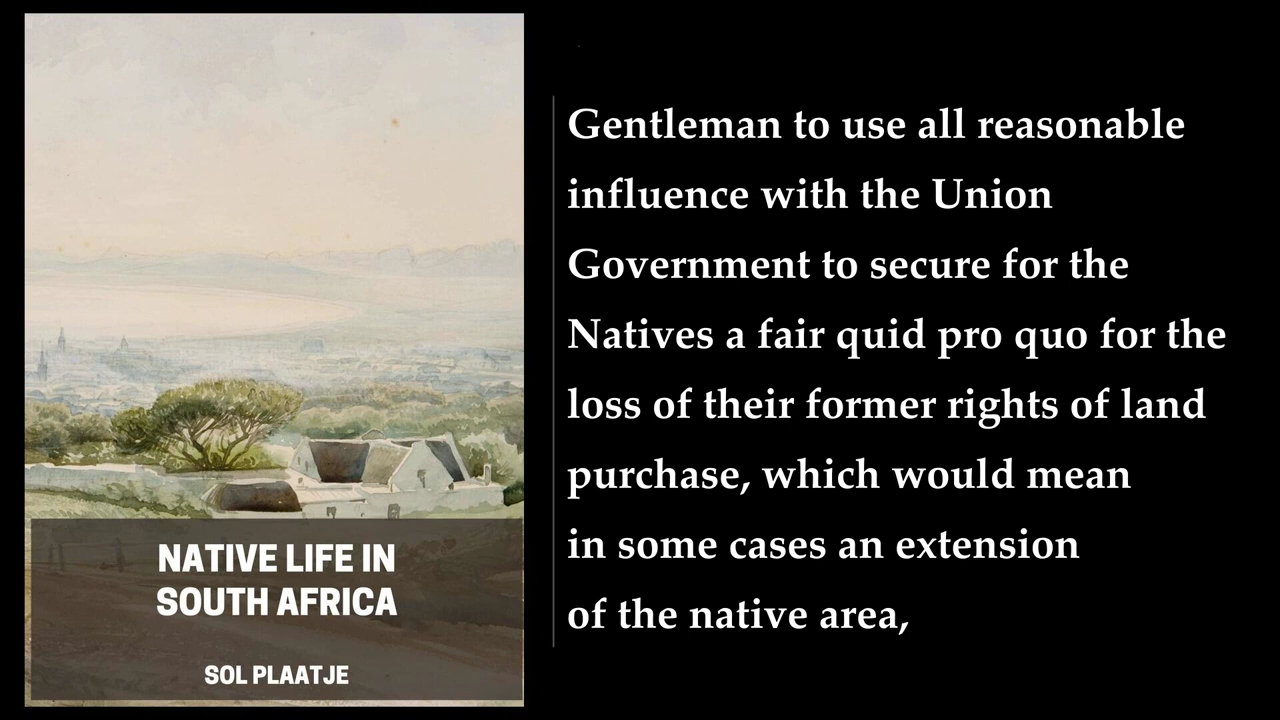 NATIVE LIFE IN
SOUTH AFRICA
SOL PLAATJE
Gentleman to use all reasonable
influence with the Union
Government to secure for the
Natives a fair quid pro quo for the
loss of their former rights of land
purchase, which would mean
in some cases an extension
of the native area,